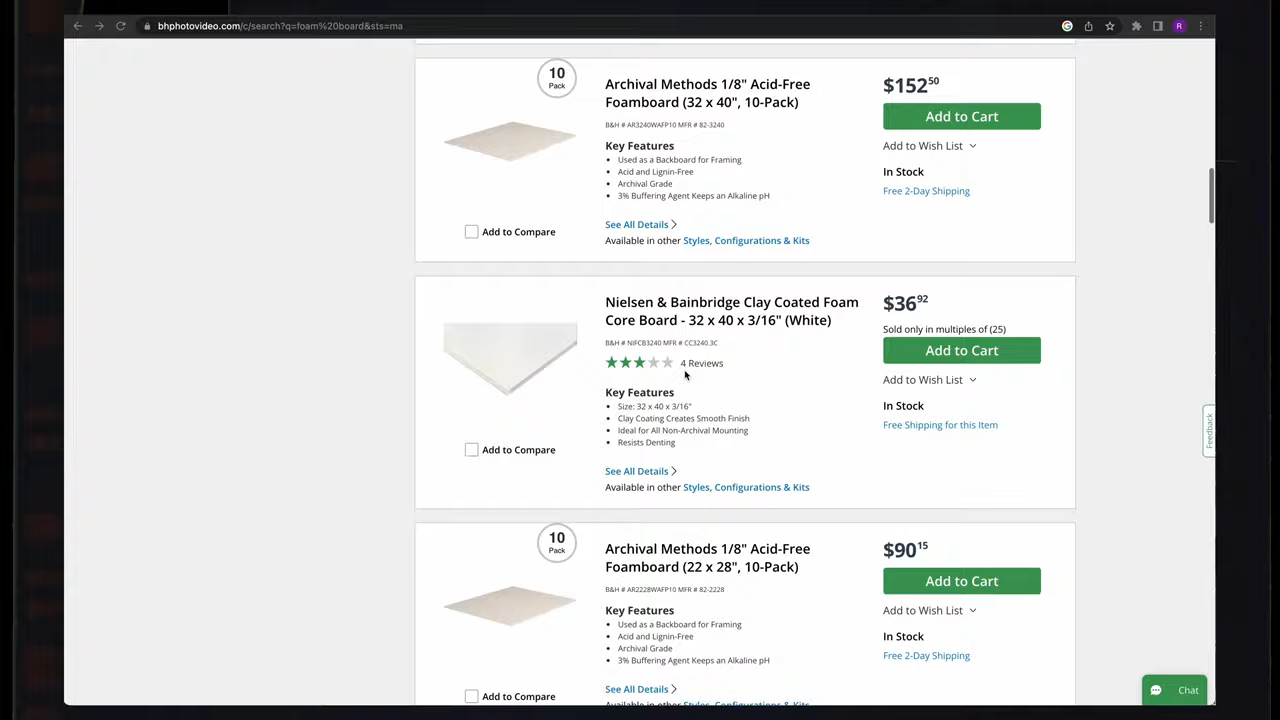 bhphotovideo.com/c/search?q=foam%20board&sts=ma
R
10
Pack
Archival Methods 1/8" Acid-Free
Foamboard (32 x 40", 10-Pack)
B&H # AR3240WAFP10 MFR # 82-3240
Key Features
Used as a Backboard for Framing
Acid and Lignin-Free
Archival Grade
3% Buffering Agent Keeps an Alkaline pH
See All Details
Available in other Styles, Configurations & Kits
Add to Compare
$152 50
Add to Cart
Add to Wish List
In Stock
Free 2-Day Shipping
Nielsen & Bainbridge Clay Coated Foam
Core Board - 32 x 40 x 3/16" (White)
B&H # NIFCB3240 MFR # CC3240.3C
4 Reviews
Key Features
Size: 32 x 40 x 3/16"
Clay Coating Creates Smooth Finish
Ideal for All Non-Archival Mounting
Resists Denting
See All Details
Available in other Styles, Configurations & Kits
Add to Compare
$36 92
Sold only in multiples of (25)
Add to Cart
Add to Wish List
In Stock
Free Shipping for this Item
Feedback
10
Pack
Archival Methods 1/8" Acid-Free
Foamboard (22 x 28", 10-Pack)
B&H # AR2228WAFP10 MFR # 82-2228
Key Features
Used as a Backboard for Framing
Acid and Lignin-Free
Archival Grade
3% Buffering Agent Keeps an Alkaline pH
See All Details
Available in other Styles, Configurations & Kits
Add to Compare
$90 15
Add to Cart
Add to Wish List
In Stock
Free 2-Day Shipping
Chat